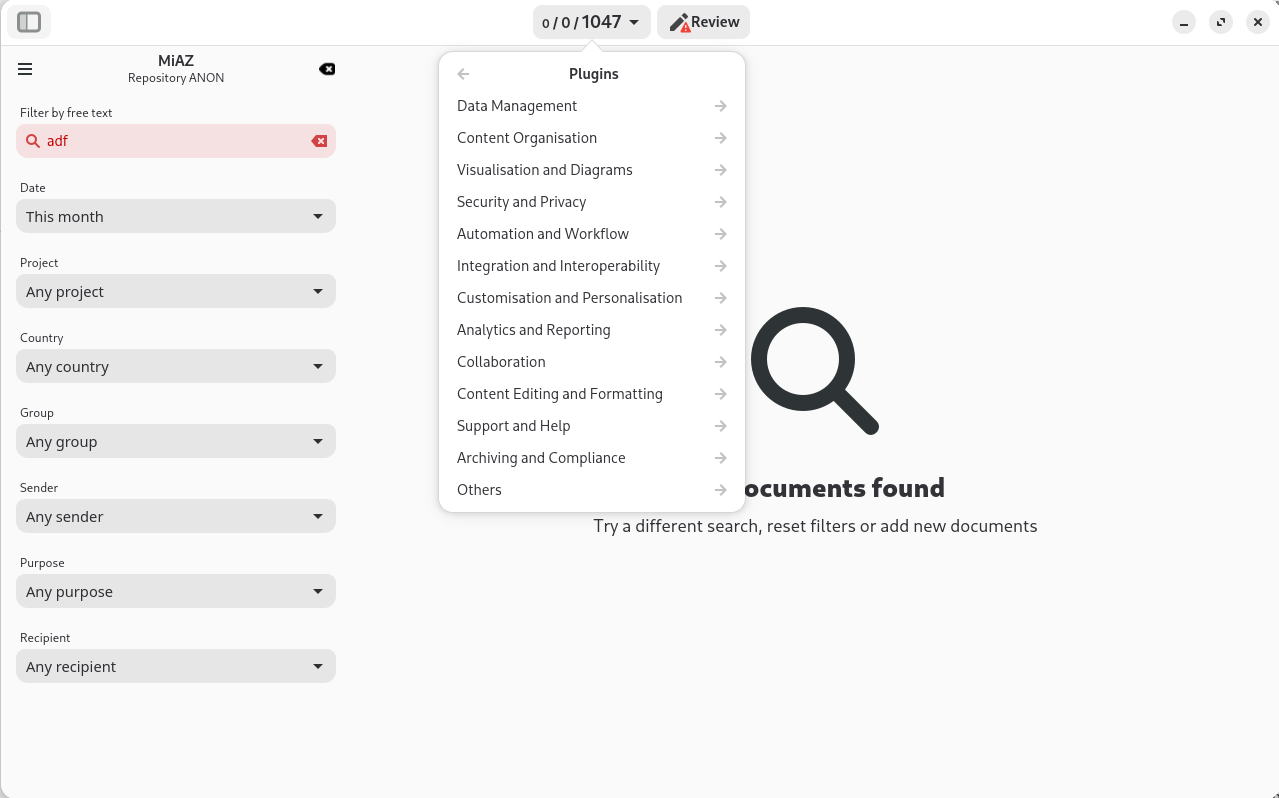 0 / 0 / 1047
Review
MiAZ
Repository ANON
Filter by free text
adf
Date
This month
Project
Any project
Country
Any country
Group
Any group
Sender
Any sender
Purpose
Any purpose
Recipient
Any recipient
Plugins
Data Management
Content Organisation
Visualisation and Diagrams
Security and Privacy
Automation and Workflow
Integration and Interoperability
Customisation and Personalisation
Analytics and Reporting
Collaboration
Content Editing and Formatting
Support and Help
Archiving and Compliance
Others
ocuments found
Try a different search, reset filters or add new documents